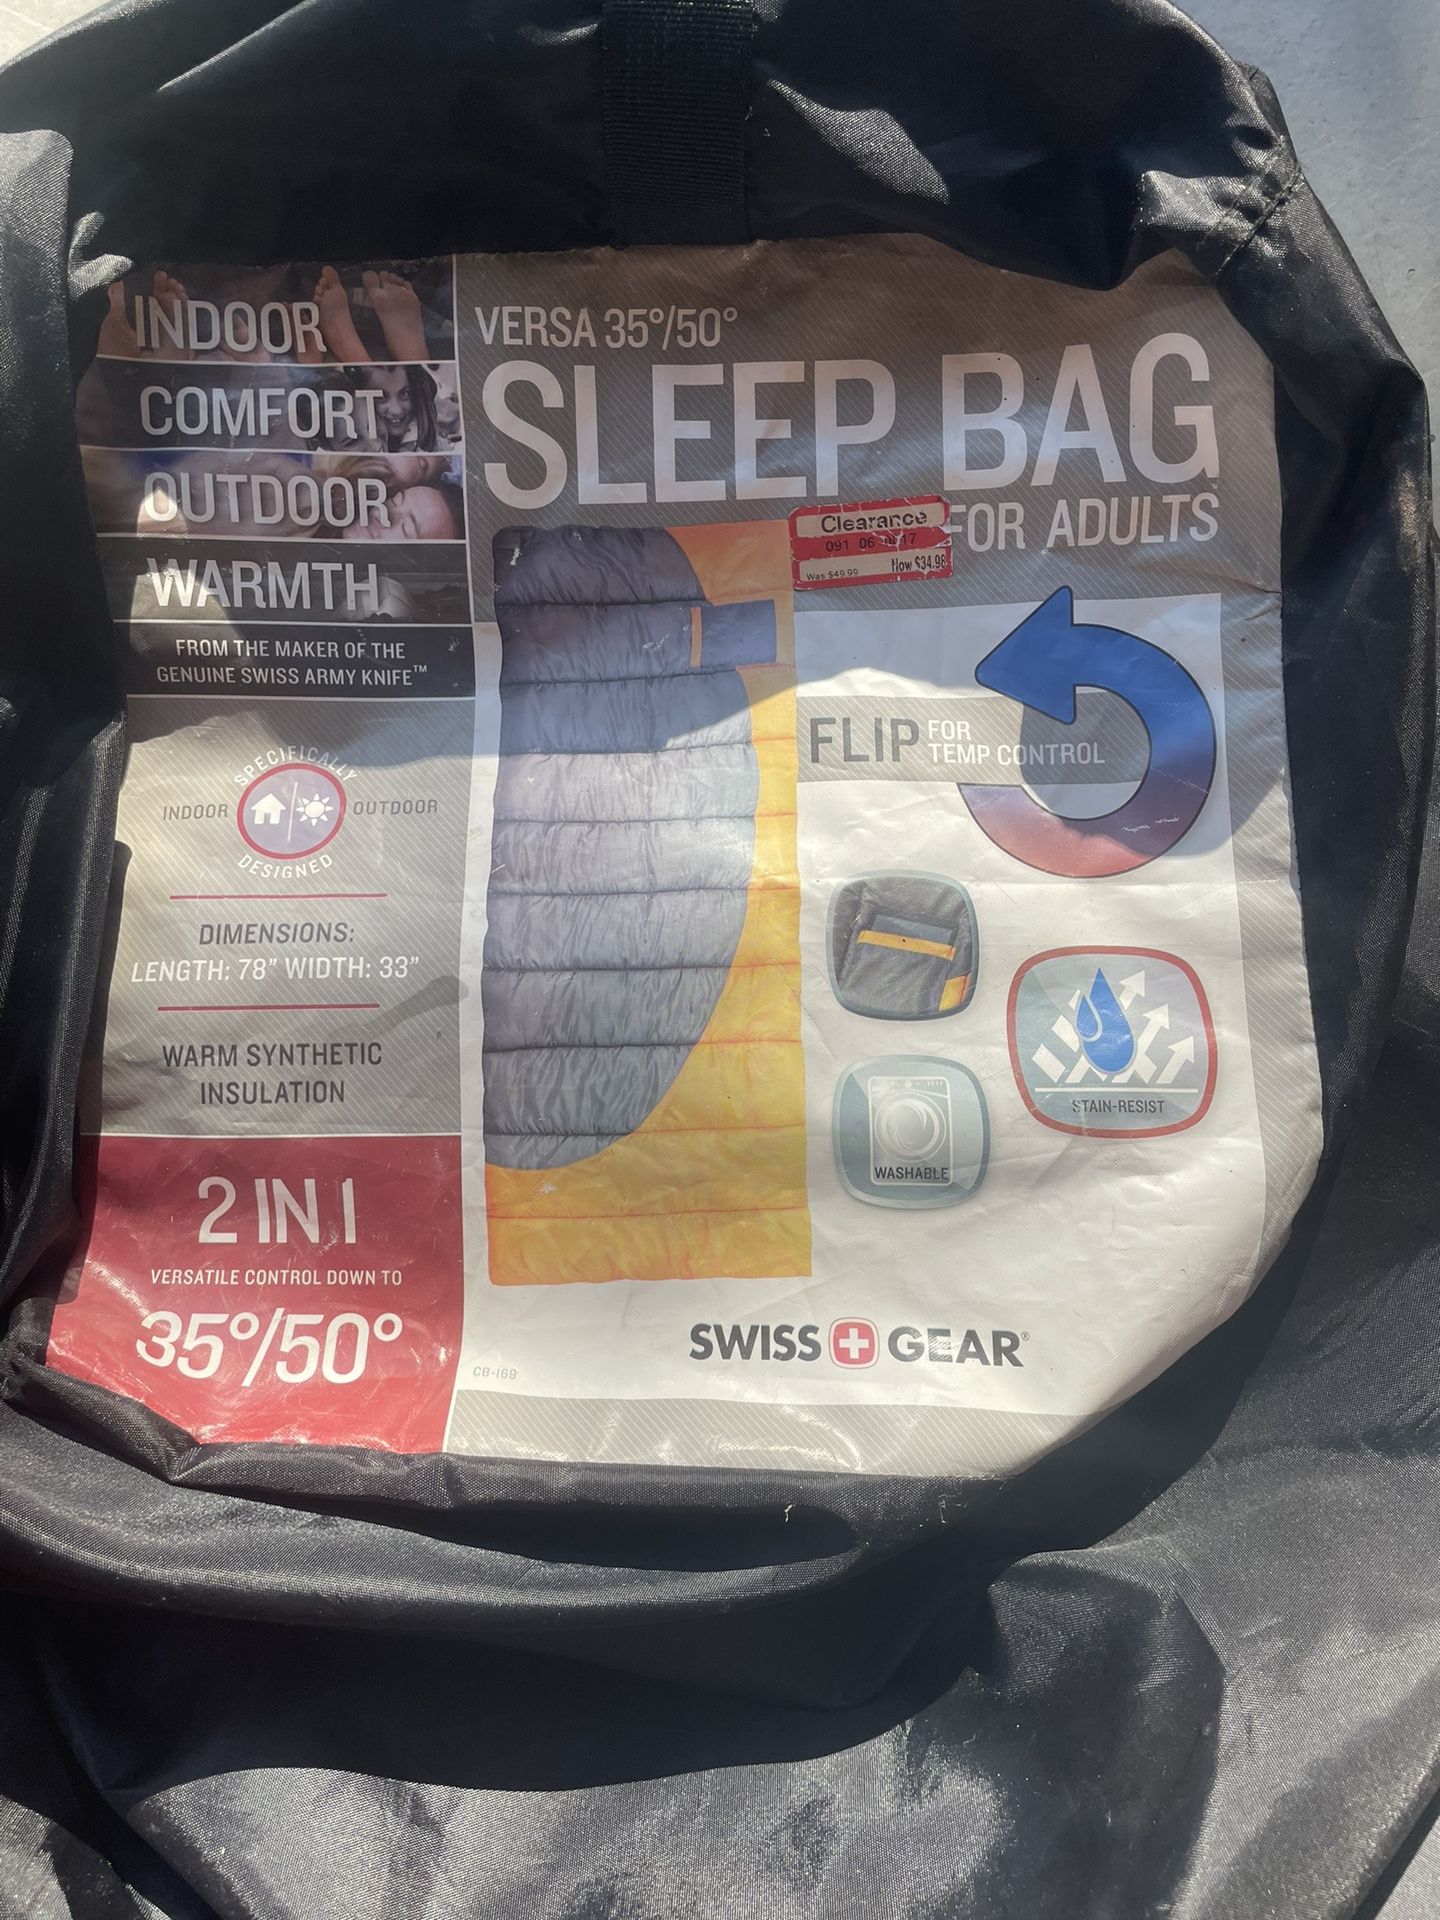 INDOOR
COMFORT
OUTDOOR
WARMTH
FROM THE MAKER OF THE
GENUINE SWISS ARMY KNIFE™
SPECIFICALLY
INDOOR OUTDOOR
DESIGNED
DIMENSIONS:
LENGTH: 78” WIDTH: 33”
WARM SYNTHETIC
INSULATION
2 IN 1
VERSATILE CONTROL DOWN TO
35°/50°
VERSA 35°/50°
SLEEP BAG
FOR ADULTS
Clearance
091 06 17
Was $49.99 Now $34.98
FLIP FOR
TEMP CONTROL
STAIN-RESIST
WASHABLE
SWISS GEAR®
CB-169